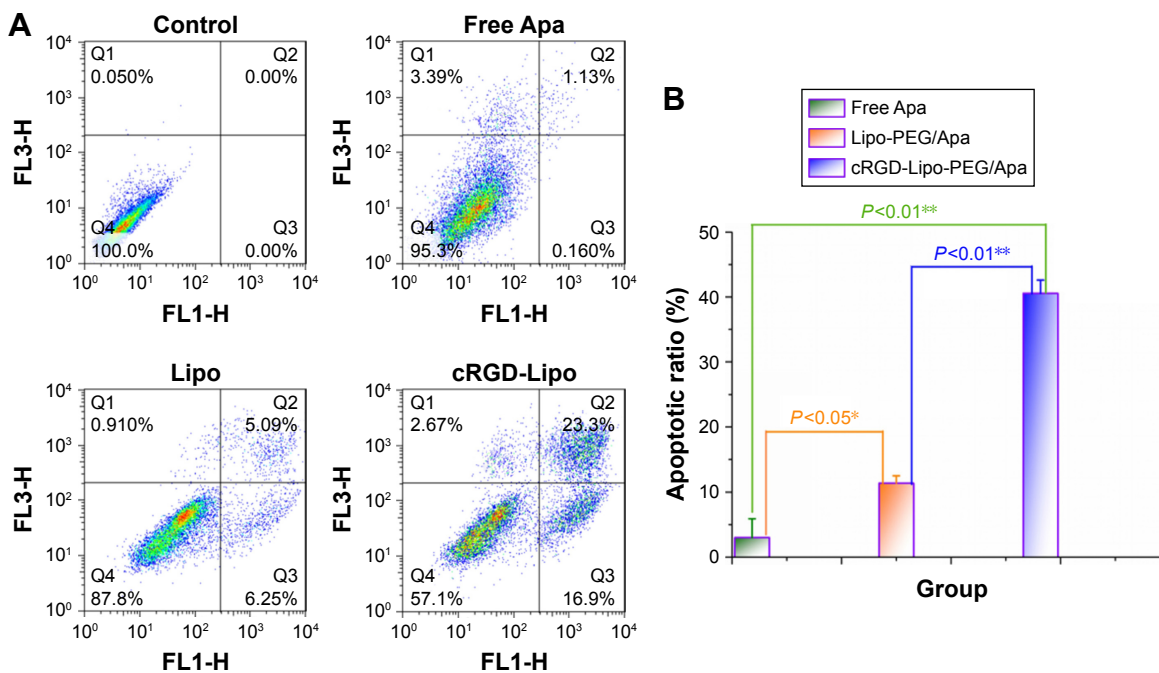 A
Control
10⁴
10³
10²
10¹
10⁰
FL3-H
Q1
0.050%
Q2
0.00%
Q4
100.0%
Q3
0.00%
10⁰ 10¹ 10² 10³ 10⁴
FL1-H
Free Apa
10⁴
10³
10²
10¹
10⁰
FL3-H
Q1
3.39%
Q2
1.13%
Q4
95.3%
Q3
0.160%
10⁰ 10¹ 10² 10³ 10⁴
FL1-H
Lipo
10⁴
10³
10²
10¹
10⁰
FL3-H
Q1
0.910%
Q2
5.09%
Q4
87.8%
Q3
6.25%
10⁰ 10¹ 10² 10³ 10⁴
FL1-H
cRGD-Lipo
10⁴
10³
10²
10¹
10⁰
FL3-H
Q1
2.67%
Q2
23.3%
Q4
57.1%
Q3
16.9%
10⁰ 10¹ 10² 10³ 10⁴
FL1-H
B
Free Apa
Lipo-PEG/Apa
cRGD-Lipo-PEG/Apa
P<0.01**
P<0.01**
P<0.05*
50
40
30
20
10
0
Apoptotic ratio (%)
Group